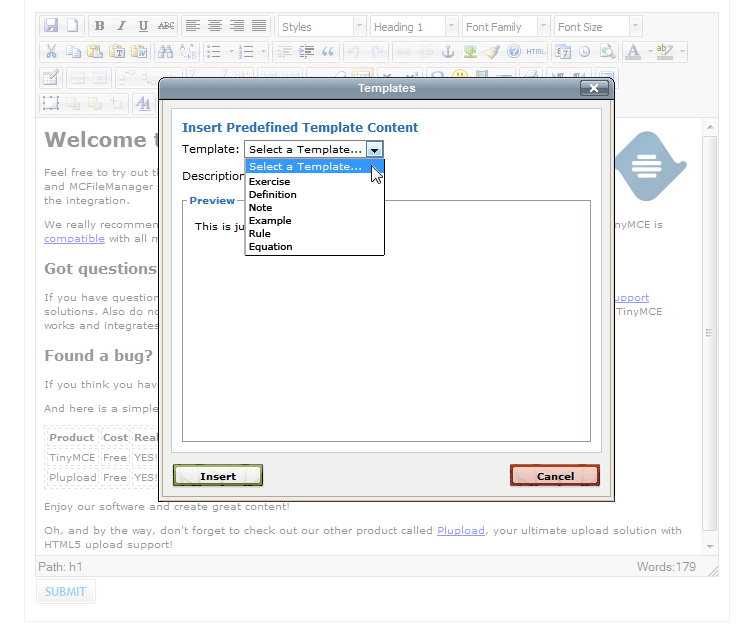 B I U ABC Styles Heading 1 Font Family Font Size
HTML A ab
A
Templates
Insert Predefined Template Content
Template: Select a Template...
Select a Template...
Exercise
Definition
Note
Example
Rule
Equation
Description
Preview
This is ju
Insert Cancel
Welcome t
Feel free to try out th
and MCFileManager
the integration.
We really recommen nyMCE is
compatible with all m
Got questions
If you have question upport
solutions. Also do no TinyMCE
works and integrates
Found a bug?
If you think you hav
And here is a simple
Product Cost Real
TinyMCE Free YES!
Plupload Free YES!
Enjoy our software and create great content!
Oh, and by the way, don't forget to check out our other product called Plupload, your ultimate upload solution with
HTML5 upload support!
Path: h1 Words:179
SUBMIT